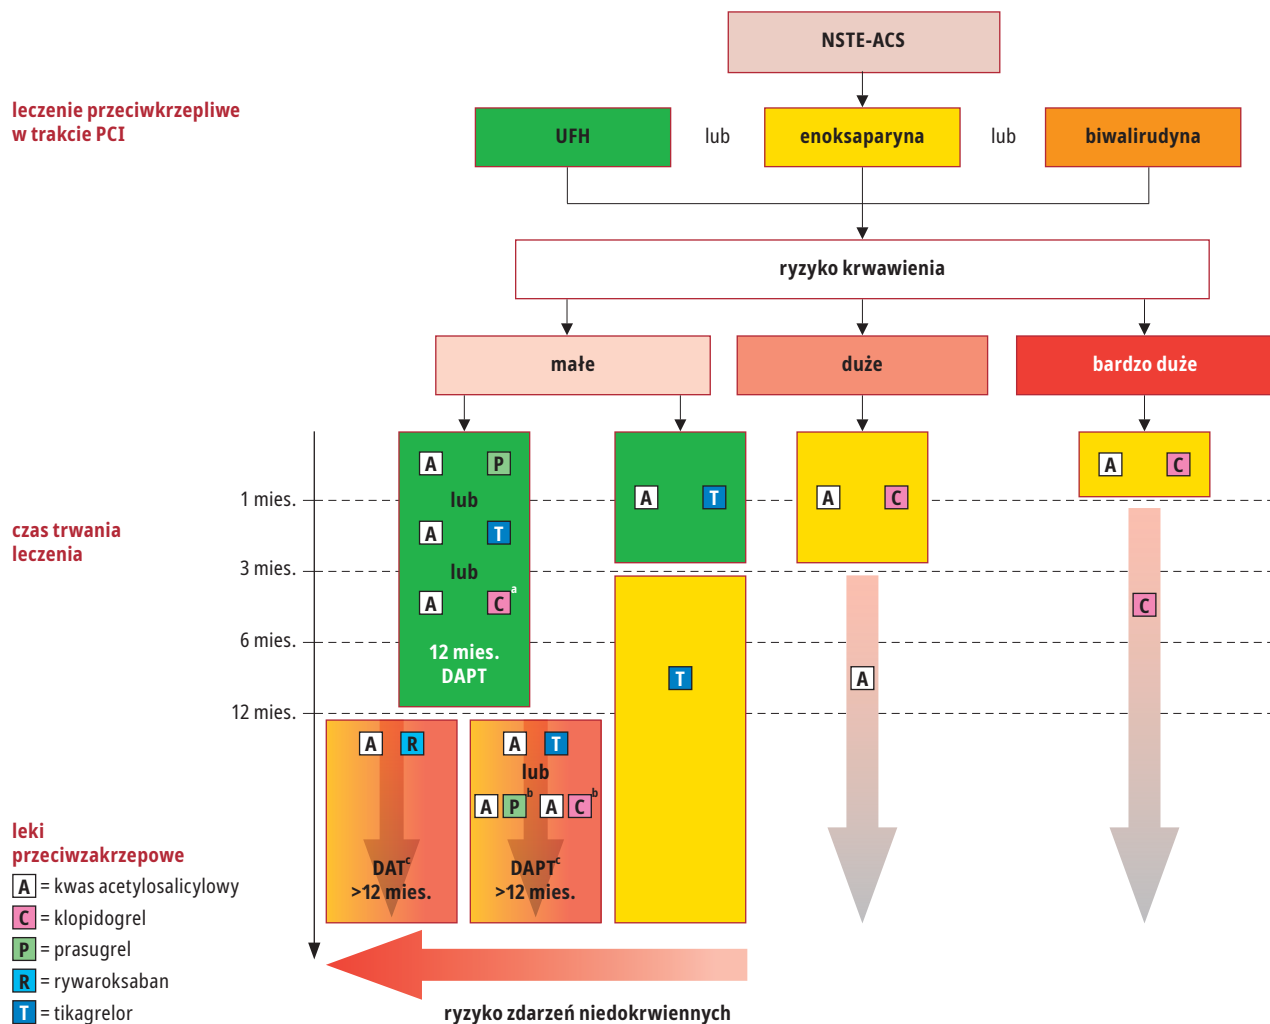 NSTE-ACS
leczenie przeciwkrzepliwe
w trakcie PCI
UFH lub enoksaparyna lub biwalirudyna
ryzyko krwawienia
małe duże bardzo duże
A P
lub
A T
lub
A C a
12 mies.
DAPT
A T
T
A C
A
A C
C
czas trwania
leczenia
1 mies.
3 mies.
6 mies.
12 mies.
A R
DAT c
>12 mies.
A T
lub
A P b A C b
DAPT c
>12 mies.
leki
przeciwzakrzepowe
A = kwas acetylosalicylowy
C = klopidogrel
P = prasugrel
R = rywaroksaban
T = tikagrelor
ryzyko zdarzeń niedokrwiennych